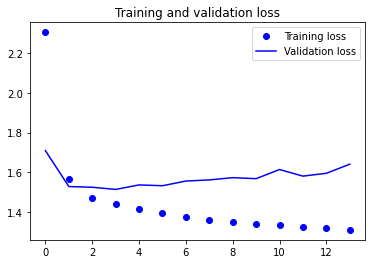 Training and validation loss
Training loss
Validation loss
2.2
2.0
1.8
1.6
1.4
0 2 4 6 8 10 12